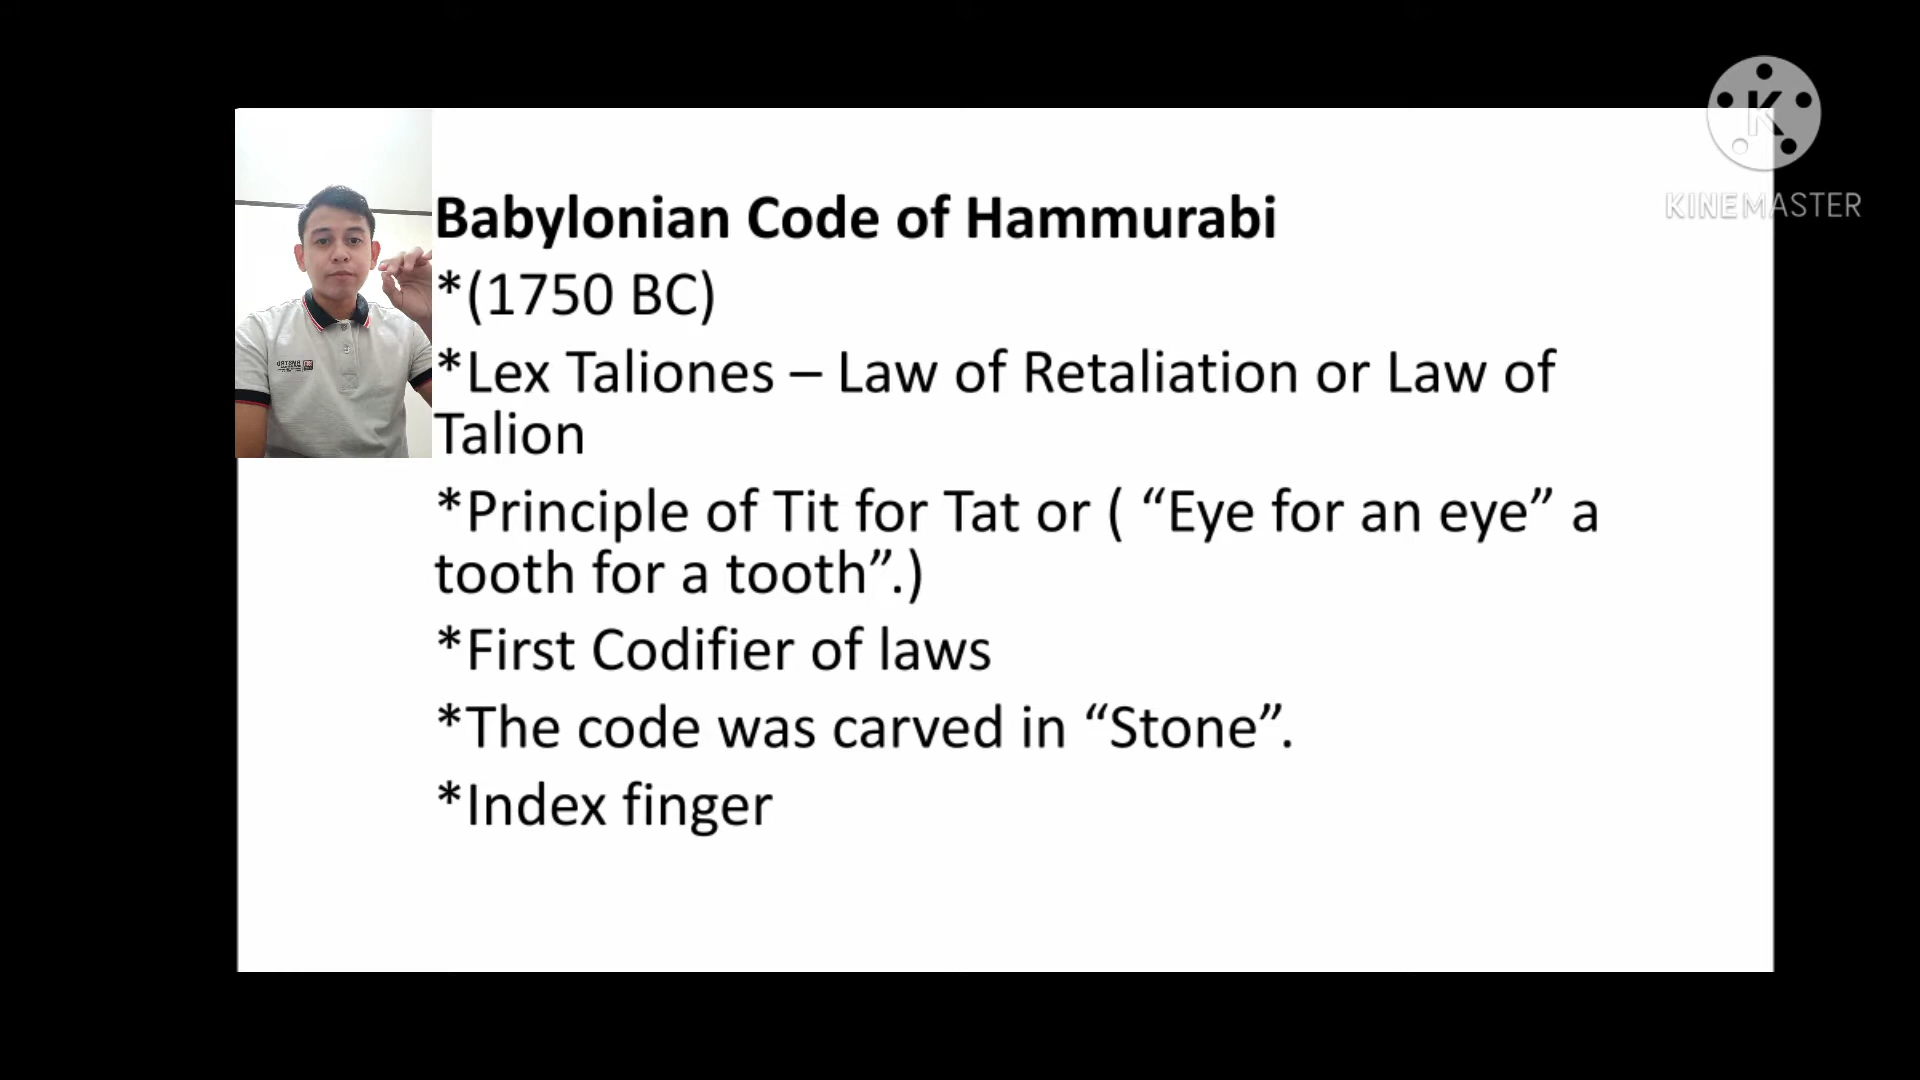 Babylonian Code of Hammurabi
*(1750 BC)
*Lex Taliones – Law of Retaliation or Law of
Talion
*Principle of Tit for Tat or ( “Eye for an eye” a
tooth for a tooth”.)
*First Codifier of laws
*The code was carved in “Stone”.
*Index finger
K
KINEMASTER